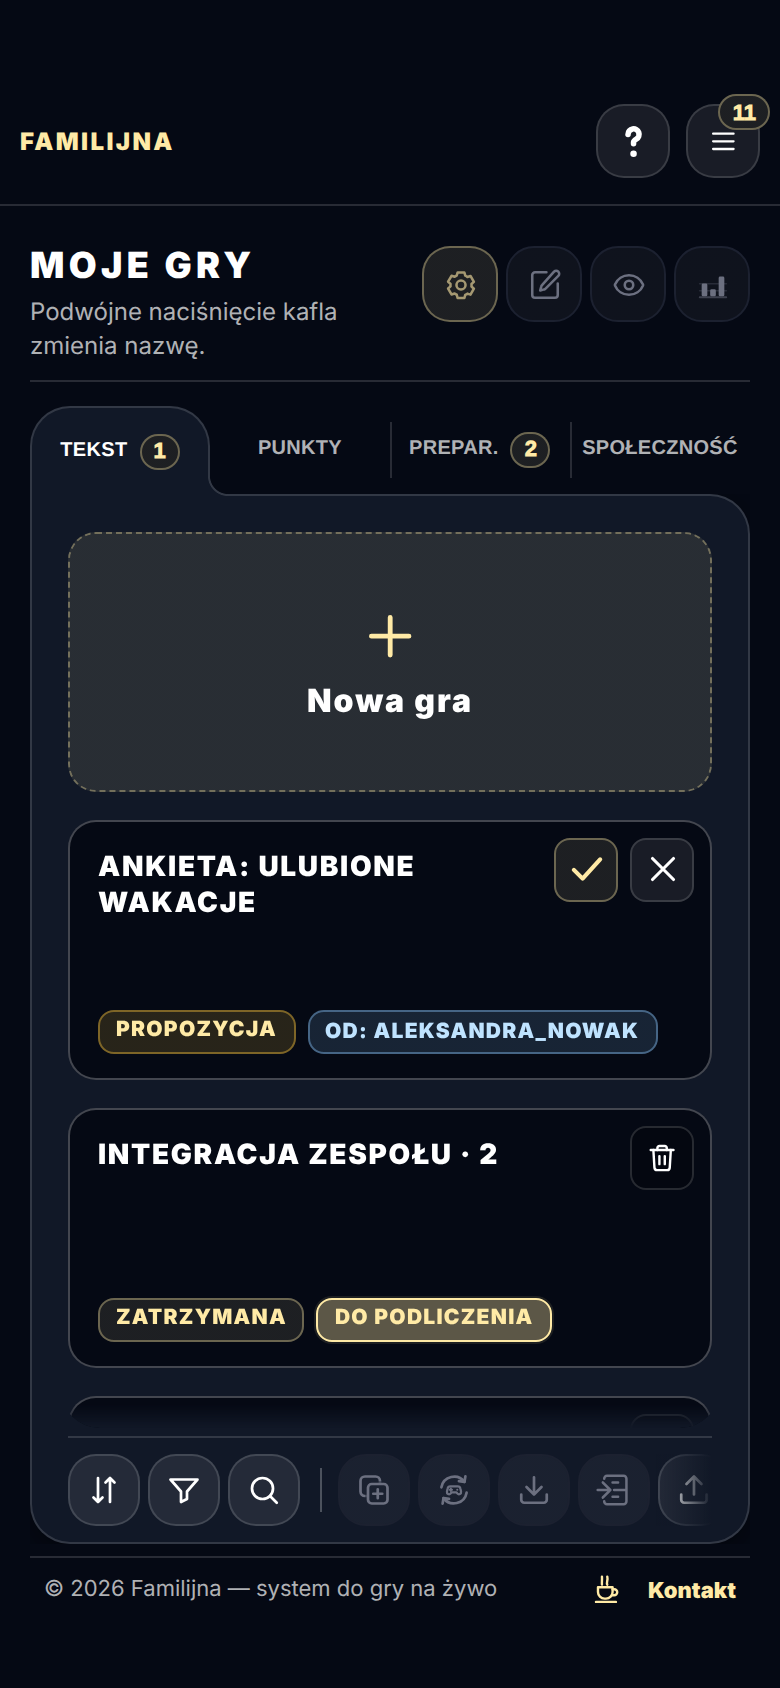 FAMILIJNA
?
11
MOJE GRY
Podwójne naciśnięcie kafla
zmienia nazwę.
TEKST 1
PUNKTY
PREPAR. 2
SPOŁECZNOŚĆ
Nowa gra
ANKIETA: ULUBIONE
WAKACJE
PROPOZYCJA
OD: ALEKSANDRA_NOWAK
INTEGRACJA ZESPOŁU · 2
ZATRZYMANA
DO PODLICZENIA
© 2026 Familijna — system do gry na żywo
Kontakt